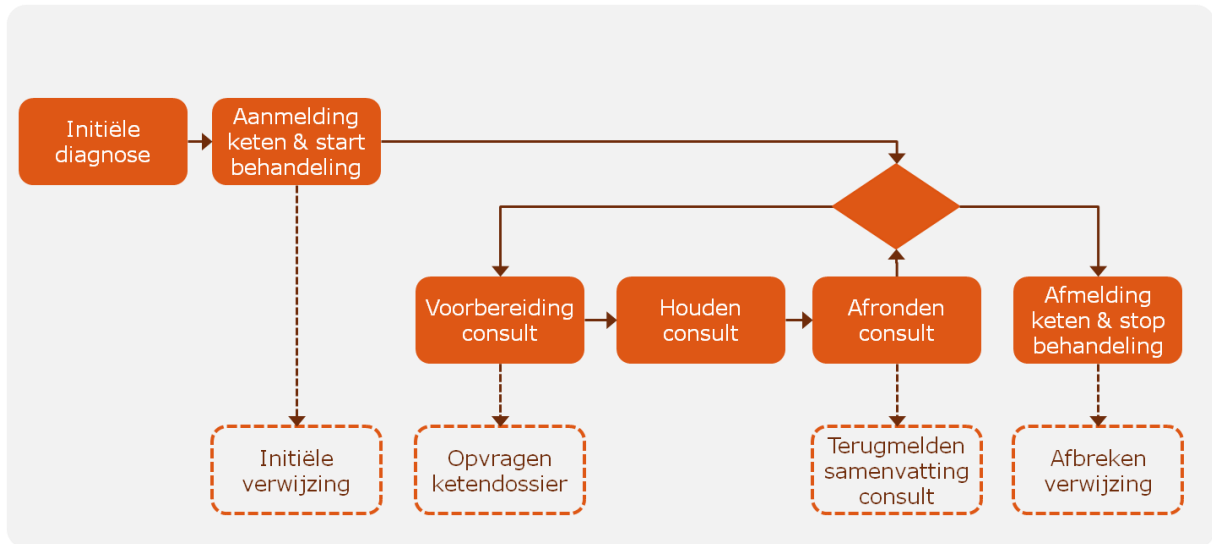 Initiële
diagnose
Aanmelding
keten & start
behandeling
Voorbereiding
consult
Houden
consult
Afronden
consult
Afmelding
keten & stop
behandeling
Initiële
verwijzing
Opvragen
ketendossier
Terugmelden
samenvatting
consult
Afbreken
verwijzing